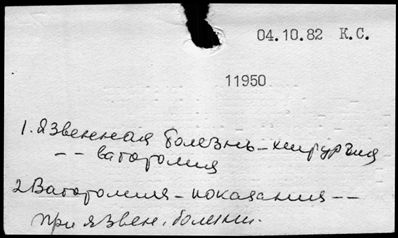 04.10.82 К.С.
11950
1. Язвенная болезнь - хирургия
-- ваготомия
2. Ваготомия - показания --
при язвен. болезни.